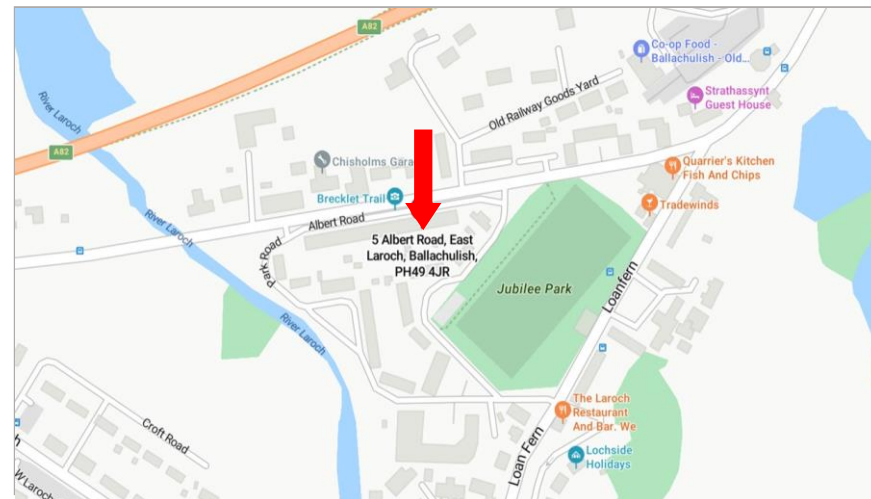 A82
Co-op Food -
Ballachulish - Old...
Strathassynt
Guest House
River Laroch
Old Railway Goods Yard
A82
Chisholms Gara
Quarrier's Kitchen
Fish And Chips
Brecklet Trail
Tradewinds
River Laroch
Albert Road
5 Albert Road, East
Laroch, Ballachulish,
PH49 4JR
Park Road
Jubilee Park
Loanfern
River Laroch
The Laroch
Restaurant
And Bar. We
Croft Road
Loan Fern
Lochside
Holidays
W Laroch